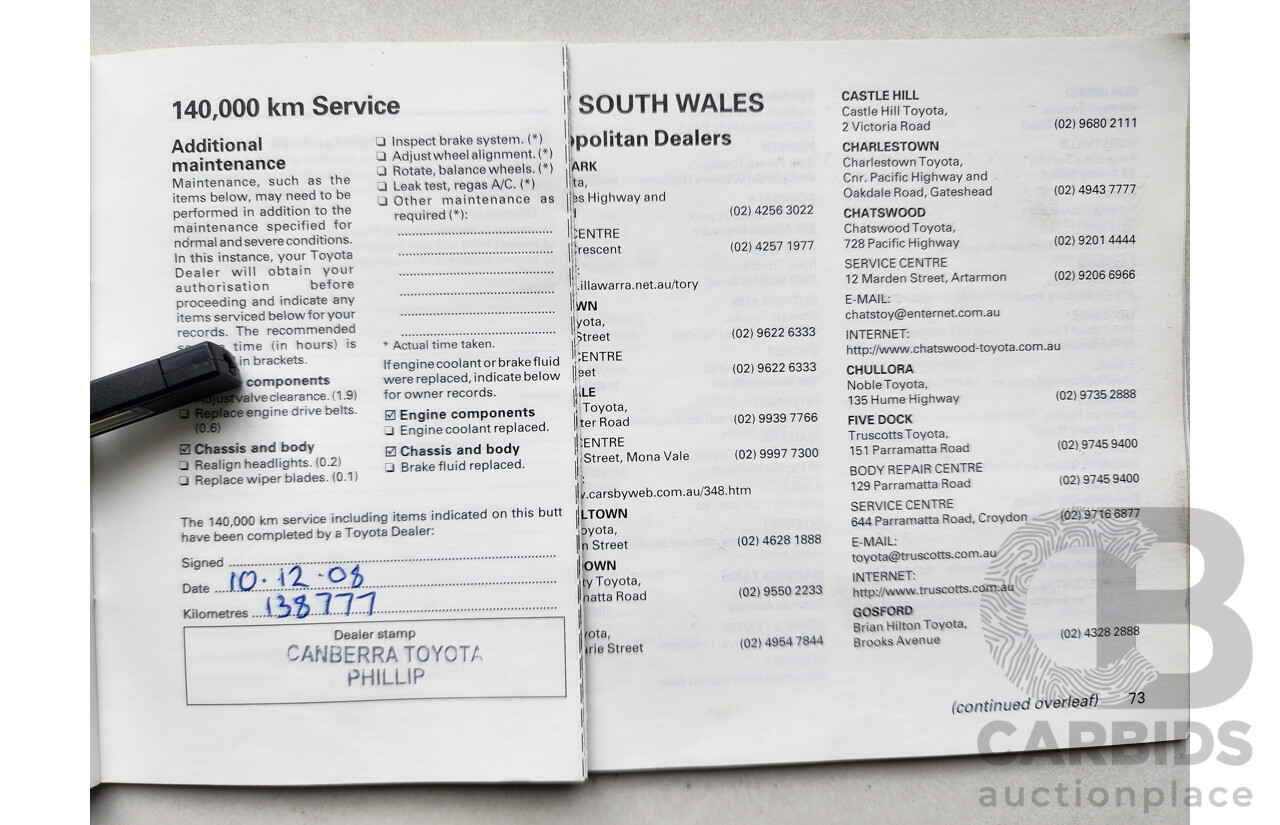 140,000 km Service
Additional
maintenance
Maintenance, such as the
items below, may need to be
performed in addition to the
maintenance specified for
normal and severe conditions.
In this instance, your Toyota
Dealer will obtain your
authorisation before
proceeding and indicate any
items serviced below for your
records. The recommended
time (in hours) is
in brackets.
components
Adjust valve clearance. (1.9)
❏ Replace engine drive belts.
(0.6)
☑ Chassis and body
❏ Realign headlights. (0.2)
❏ Replace wiper blades. (0.1)
❏ Inspect brake system. (*)
❏ Adjust wheel alignment. (*)
❏ Rotate, balance wheels. (*)
❏ Leak test, regas A/C. (*)
❏ Other maintenance as
required (*):
* Actual time taken.
If engine coolant or brake fluid
were replaced, indicate below
for owner records.
☑ Engine components
❏ Engine coolant replaced.
☑ Chassis and body
❏ Brake fluid replaced.
The 140,000 km service including items indicated on this butt
have been completed by a Toyota Dealer:
Signed
Date 10·12·08
Kilometres 138777
Dealer stamp
CANBERRA TOYOTA
PHILLIP
SOUTH WALES
opolitan Dealers
ARK
ta,
es Highway and
(02) 4256 3022
CENTRE
rescent (02) 4257 1977
:
.illawarra.net.au/tory
WN
yota,
Street (02) 9622 6333
CENTRE
eet (02) 9622 6333
LE
Toyota,
ter Road (02) 9939 7766
CENTRE
Street, Mona Vale (02) 9997 7300
:
v.carsbyweb.com.au/348.htm
LTOWN
oyota,
n Street (02) 4628 1888
OWN
ty Toyota,
matta Road (02) 9550 2233
yota,
rie Street (02) 4954 7844
CASTLE HILL
Castle Hill Toyota,
2 Victoria Road (02) 9680 2111
CHARLESTOWN
Charlestown Toyota,
Cnr. Pacific Highway and
Oakdale Road, Gateshead (02) 4943 7777
CHATSWOOD
Chatswood Toyota,
728 Pacific Highway (02) 9201 4444
SERVICE CENTRE
12 Marden Street, Artarmon (02) 9206 6966
E-MAIL:
chatstoy@enternet.com.au
INTERNET:
http://www.chatswood-toyota.com.au
CHULLORA
Noble Toyota,
135 Hume Highway (02) 9735 2888
FIVE DOCK
Truscotts Toyota,
151 Parramatta Road (02) 9745 9400
BODY REPAIR CENTRE
129 Parramatta Road (02) 9745 9400
SERVICE CENTRE
644 Parramatta Road, Croydon (02) 9716 6877
E-MAIL:
toyota@truscotts.com.au
INTERNET:
http://www.truscotts.com.au
GOSFORD
Brian Hilton Toyota,
Brooks Avenue (02) 4328 2888
(continued overleaf) 73
CB
CARBIDS
auctionplace